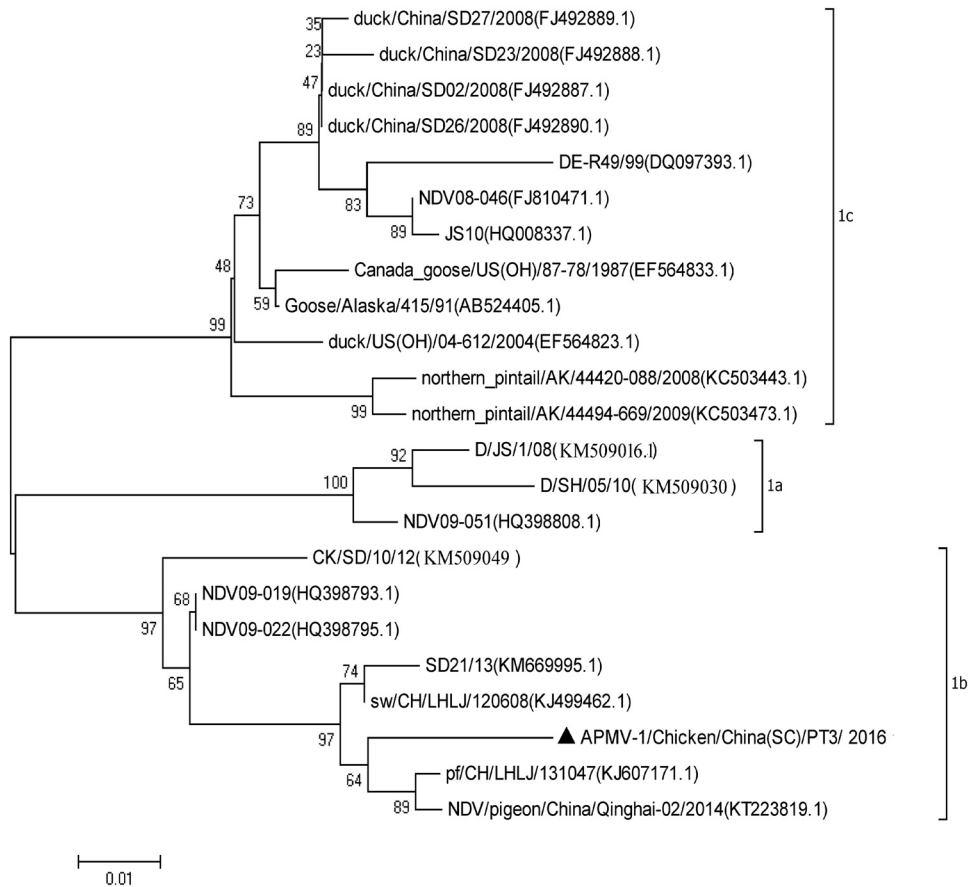 35
duck/China/SD27/2008(FJ492889.1)
23
duck/China/SD23/2008(FJ492888.1)
47
duck/China/SD02/2008(FJ492887.1)
89
duck/China/SD26/2008(FJ492890.1)
DE-R49/99(DQ097393.1)
83
NDV08-046(FJ810471.1)
73
1c
89
JS10(HQ008337.1)
48
Canada_goose/US(OH)/87-78/1987(EF564833.1)
59
Goose/Alaska/415/91(AB524405.1)
99
duck/US(OH)/04-612/2004(EF564823.1)
northern_pintail/AK/44420-088/2008(KC503443.1)
99
northern_pintail/AK/44494-669/2009(KC503473.1)
92
D/JS/1/08(KM509016.1)
100
D/SH/05/10( KM509030 )
1a
NDV09-051(HQ398808.1)
CK/SD/10/12( KM509049 )
68
NDV09-019(HQ398793.1)
97
NDV09-022(HQ398795.1)
74
SD21/13(KM669995.1)
65
1b
sw/CH/LHLJ/120608(KJ499462.1)
97
▲ APMV-1/Chicken/China(SC)/PT3/ 2016
64
pf/CH/LHLJ/131047(KJ607171.1)
89
NDV/pigeon/China/Qinghai-02/2014(KT223819.1)
0.01